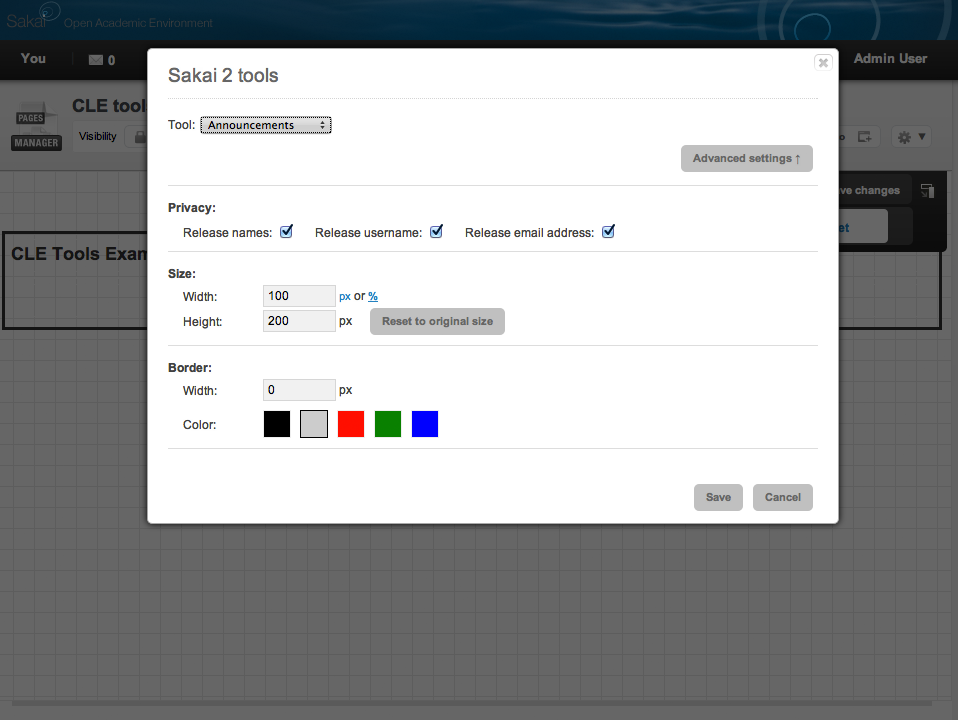 Sakai Open Academic Environment
You 0 Admin User
Sakai 2 tools
CLE tool
PAGES
MANAGER
Visibility
Tool: Announcements
Advanced settings ↑
ve changes
Privacy:
Release names: Release username: Release email address:
et
CLE Tools Exam
Size:
Width: 100 px or %
Height: 200 px Reset to original size
Border:
Width: 0 px
Color:
Save Cancel